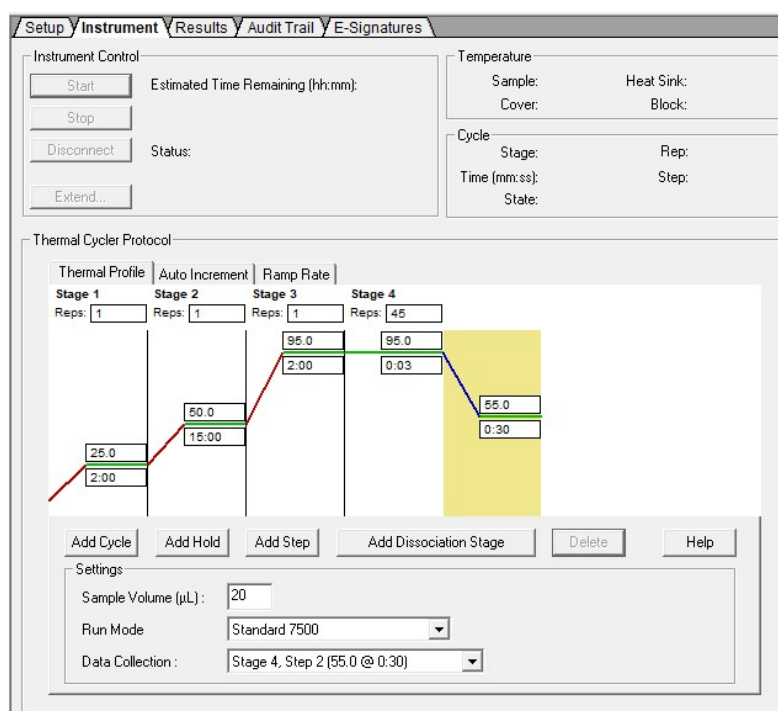 Setup Instrument Results Audit Trail E-Signatures
Instrument Control
Start Estimated Time Remaining (hh:mm):
Stop
Disconnect Status:
Extend...
Temperature
Sample: Heat Sink:
Cover: Block:
Cycle
Stage: Rep:
Time (mm:ss): Step:
State:
Thermal Cycler Protocol
Thermal Profile Auto Increment Ramp Rate
Stage 1 Stage 2 Stage 3 Stage 4
Reps: 1 Reps: 1 Reps: 1 Reps: 45
95.0 95.0
2:00 0:03
55.0
0:30
50.0
15:00
25.0
2:00
Add Cycle Add Hold Add Step Add Dissociation Stage Delete Help
Settings
Sample Volume (µL) : 20
Run Mode Standard 7500
Data Collection : Stage 4, Step 2 (55.0 @ 0:30)